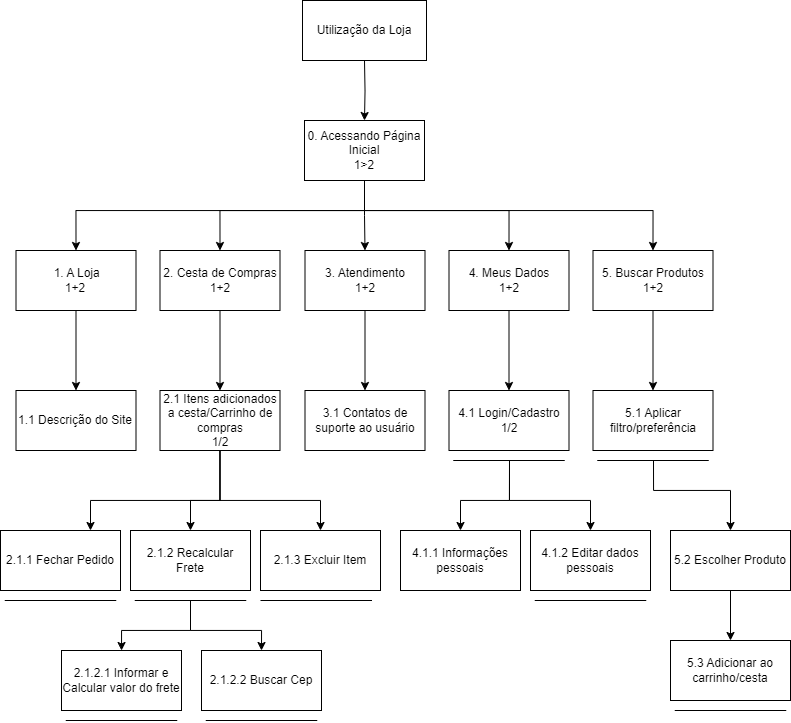 Utilização da Loja
0. Acessando Página
Inicial
1>2
1. A Loja
1+2
2. Cesta de Compras
1+2
3. Atendimento
1+2
4. Meus Dados
1+2
5. Buscar Produtos
1+2
1.1 Descrição do Site
2.1 Itens adicionados
a cesta/Carrinho de
compras
1/2
3.1 Contatos de
suporte ao usuário
4.1 Login/Cadastro
1/2
5.1 Aplicar
filtro/preferência
2.1.1 Fechar Pedido
2.1.2 Recalcular
Frete
2.1.3 Excluir Item
4.1.1 Informações
pessoais
4.1.2 Editar dados
pessoais
5.2 Escolher Produto
2.1.2.1 Informar e
Calcular valor do frete
2.1.2.2 Buscar Cep
5.3 Adicionar ao
carrinho/cesta